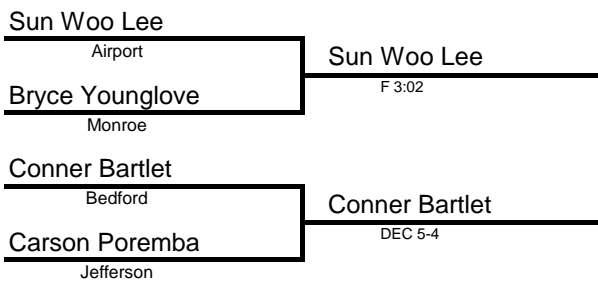 Sun Woo Lee
Airport
Sun Woo Lee
F 3:02
Bryce Younglove
Monroe
Conner Bartlet
Bedford
Conner Bartlet
DEC 5-4
Carson Poremba
Jefferson